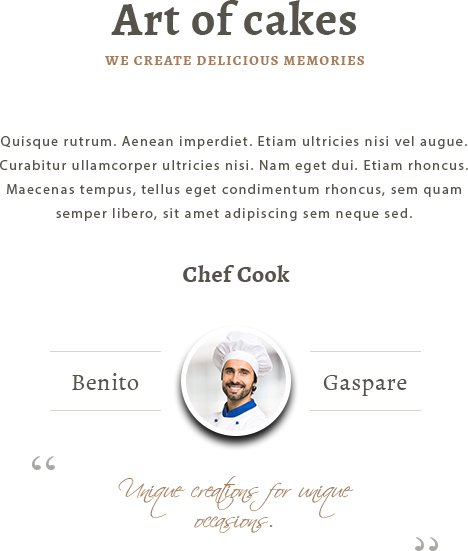 Art of cakes
WE CREATE DELICIOUS MEMORIES
Quisque rutrum. Aenean imperdiet. Etiam ultricies nisi vel augue.
Curabitur ullamcorper ultricies nisi. Nam eget dui. Etiam rhoncus.
Maecenas tempus, tellus eget condimentum rhoncus, sem quam
semper libero, sit amet adipiscing sem neque sed.
Chef Cook
Benito Gaspare
“
Unique creations for unique
occasions.
”